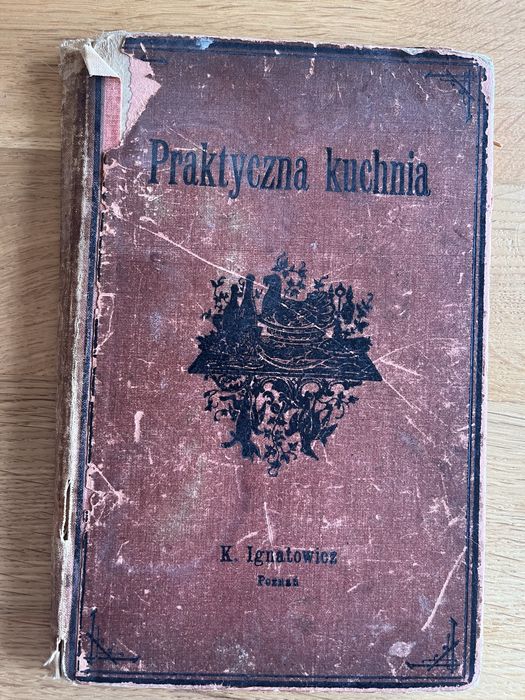 Praktyczna kuchnia
K. Ignatowicz
Poznań